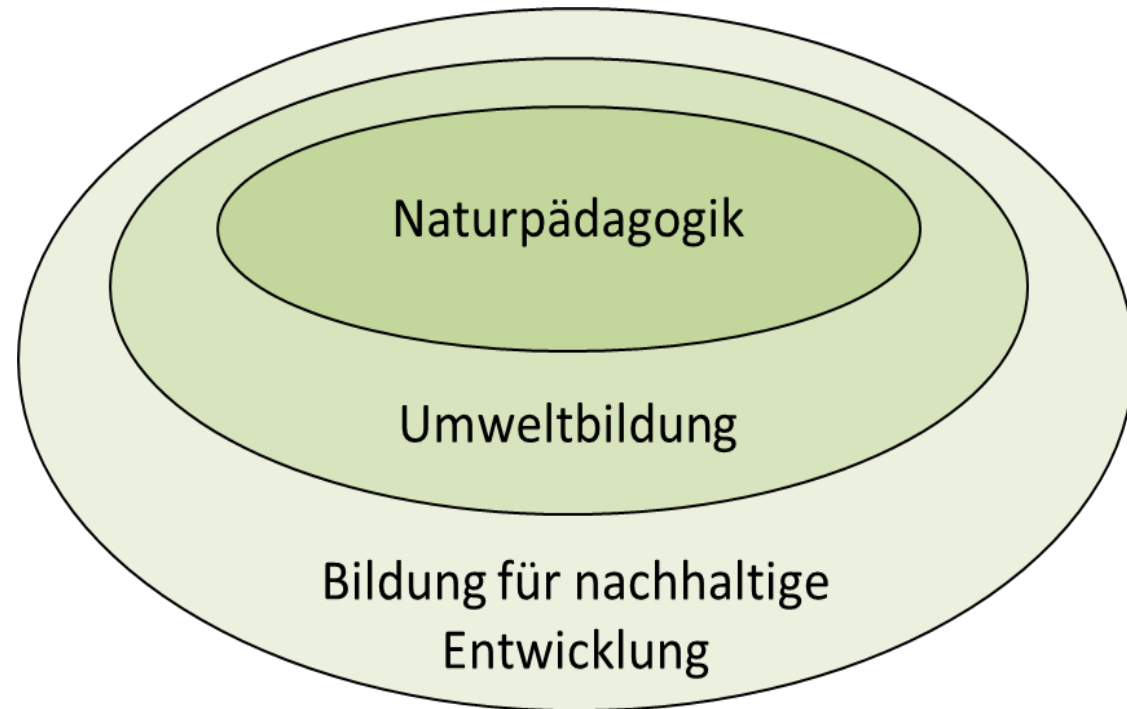 Naturpädagogik
Umweltbildung
Bildung für nachhaltige
Entwicklung